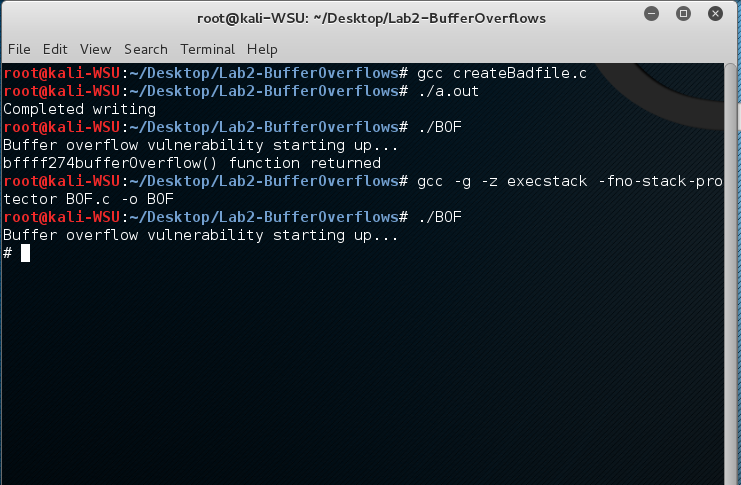 root@kali-WSU: ~/Desktop/Lab2-BufferOverflows
File Edit View Search Terminal Help
root@kali-WSU:~/Desktop/Lab2-BufferOverflows# gcc createBadfile.c
root@kali-WSU:~/Desktop/Lab2-BufferOverflows# ./a.out
Completed writing
root@kali-WSU:~/Desktop/Lab2-BufferOverflows# ./BOF
Buffer overflow vulnerability starting up...
bffff274bufferOverflow() function returned
root@kali-WSU:~/Desktop/Lab2-BufferOverflows# gcc -g -z execstack -fno-stack-pro
tector BOF.c -o BOF
root@kali-WSU:~/Desktop/Lab2-BufferOverflows# ./BOF
Buffer overflow vulnerability starting up...
#